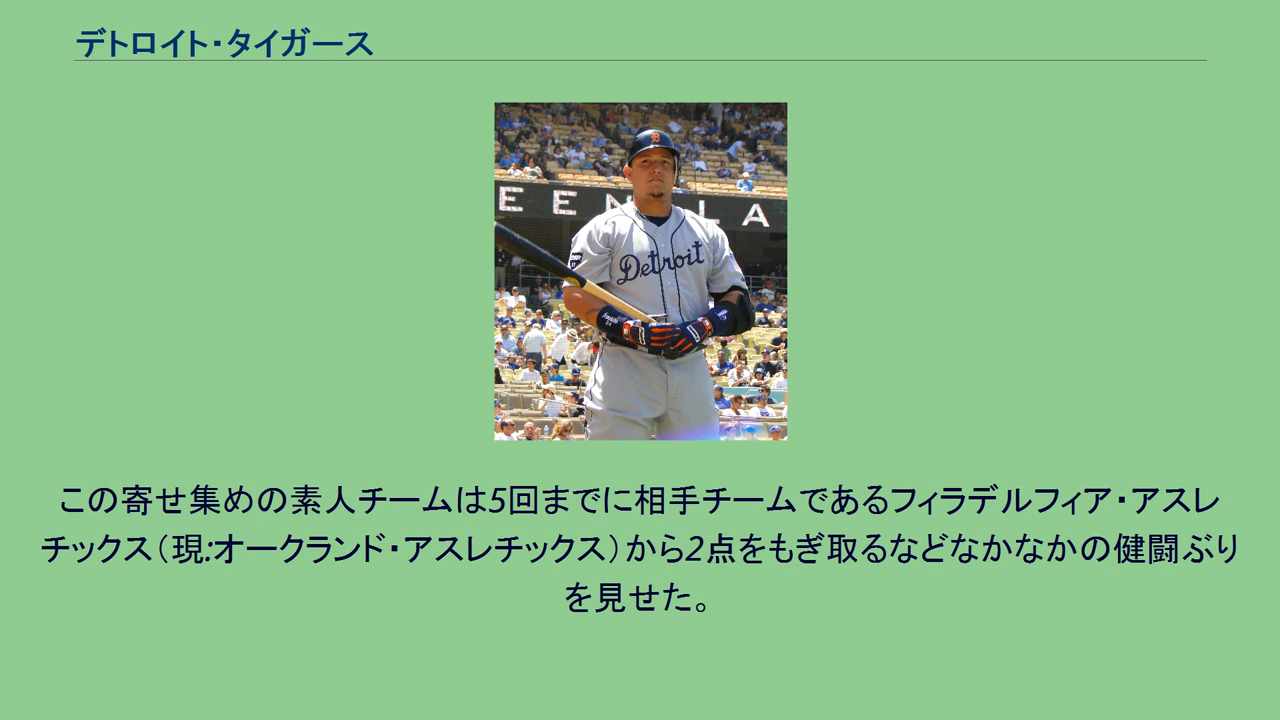 デトロイト・タイガース
EENLA
Detroit
この寄せ集めの素人チームは5回までに相手チームであるフィラデルフィア・アスレ
チックス（現:オークランド・アスレチックス）から2点をもぎ取るなどなかなかの健闘ぶり
を見せた。